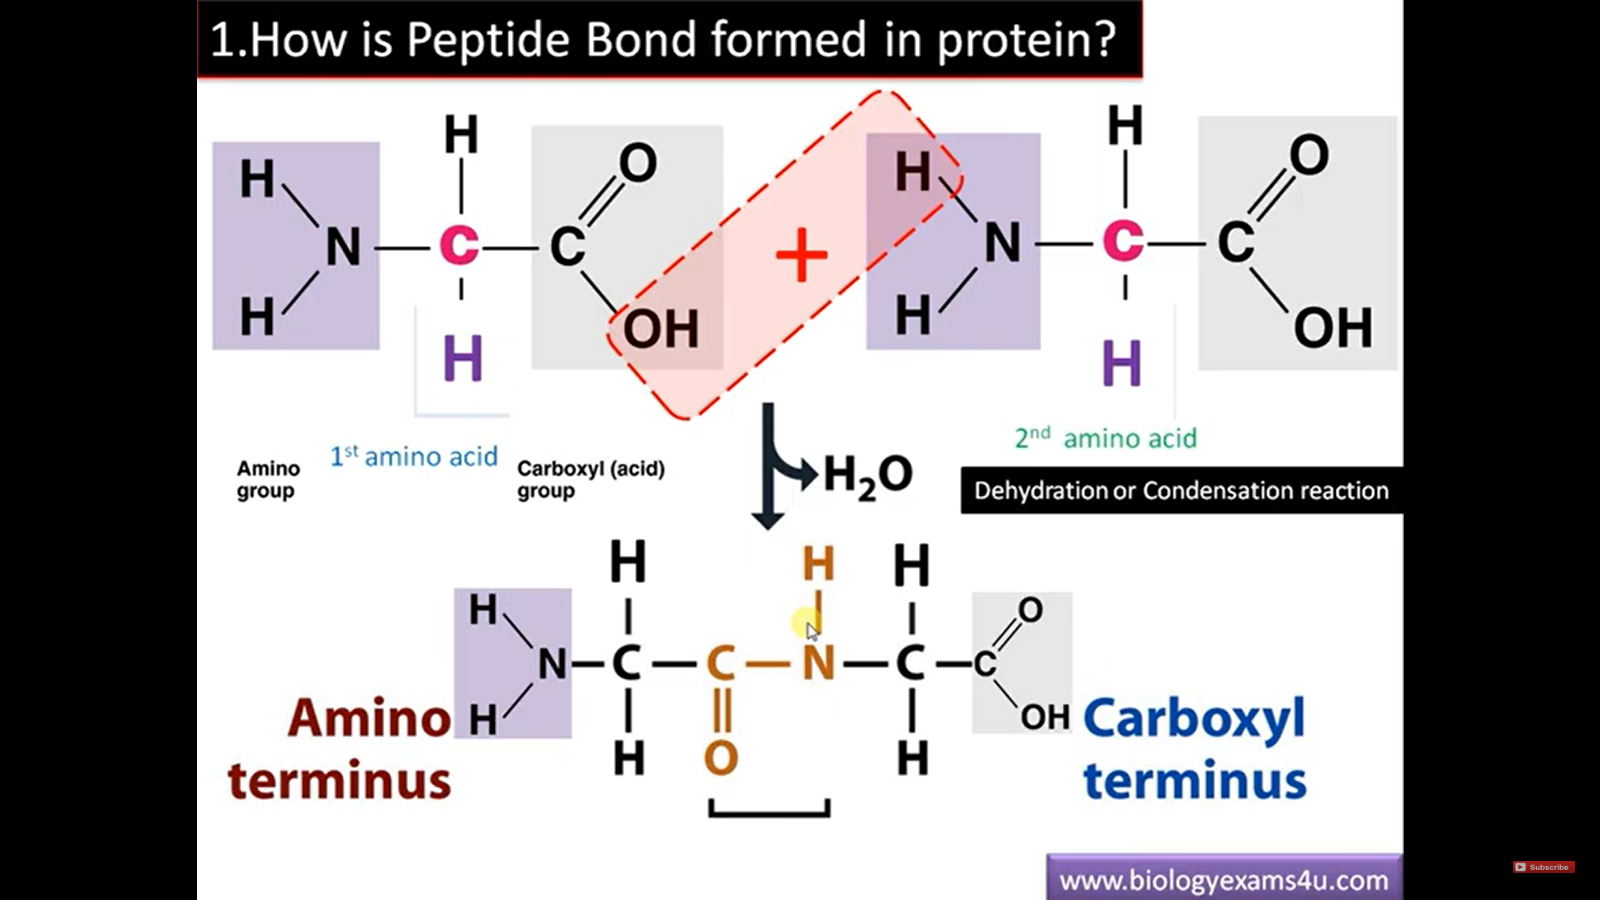 1.How is Peptide Bond formed in protein?
H H O H H O
H N C C OH + H N C C OH
H H H H
1st amino acid
Amino group
Carboxyl (acid) group
2nd amino acid
H2O
Dehydration or Condensation reaction
H H H
H N C C N C C O
H H O H OH
Amino terminus
Carboxyl terminus
www.biologyexams4u.com
Subscribe